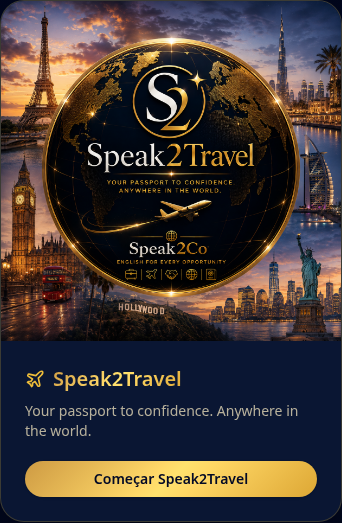 S2
Speak2Travel
YOUR PASSPORT TO CONFIDENCE
ANYWHERE IN THE WORLD.
Speak2Co
ENGLISH FOR EVERY OPPORTUNITY
HOLLYWOOD
Speak2Travel
Your passport to confidence. Anywhere in
the world.
Começar Speak2Travel